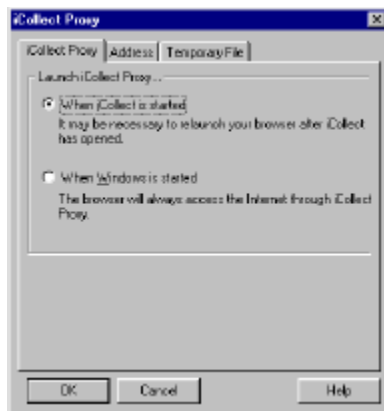 iCollect Proxy
iCollect Proxy Address Temporary File
Launch iCollect Proxy...
When iCollect is started
It may be necessary to relaunch your browser after iCollect
has opened.
When Windows is started
The browser will always access the Internet through iCollect
Proxy.
OK Cancel Help